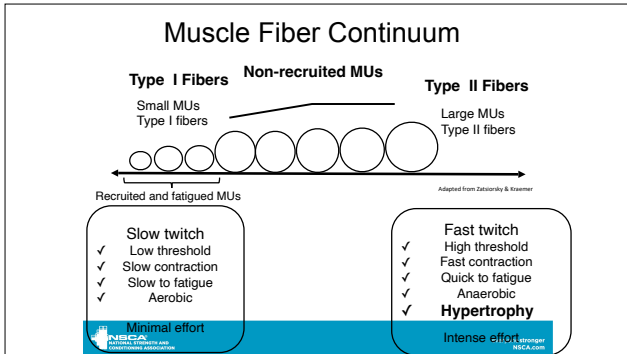 Muscle Fiber Continuum
Type I Fibers
Non-recruited MUs
Type II Fibers
Small MUs
Type I fibers
Large MUs
Type II fibers
Adapted from Zatsiorsky & Kraemer
Recruited and fatigued MUs
Slow twitch
✓ Low threshold
✓ Slow contraction
✓ Slow to fatigue
✓ Aerobic
Minimal effort
Fast twitch
✓ High threshold
✓ Fast contraction
✓ Quick to fatigue
✓ Anaerobic
✓ Hypertrophy
Intense effort
NSCA
NATIONAL STRENGTH AND
CONDITIONING ASSOCIATION
stronger
NSCA.com